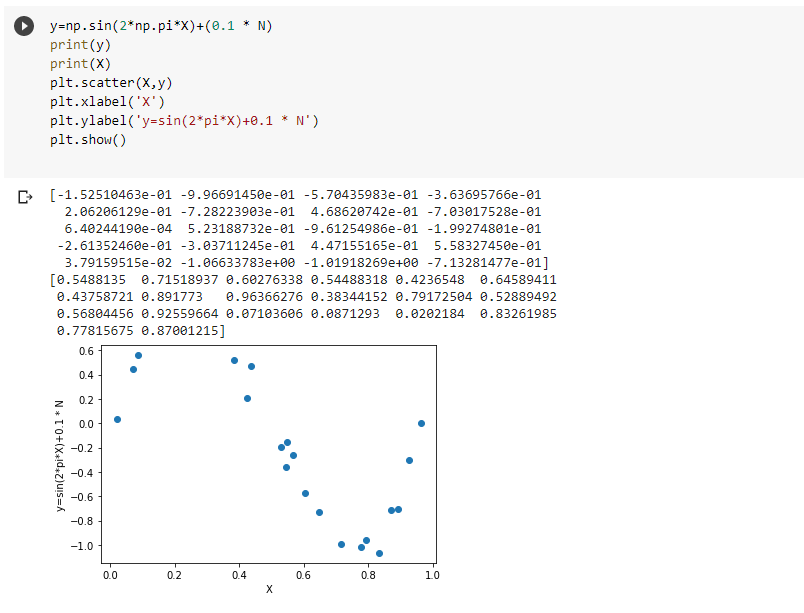 y=np.sin(2*np.pi*X)+(0.1 * N)
print(y)
print(X)
plt.scatter(X,y)
plt.xlabel('X')
plt.ylabel('y=sin(2*pi*X)+0.1 * N')
plt.show()
[-1.52510463e-01 -9.96691450e-01 -5.70435983e-01 -3.63695766e-01
2.06206129e-01 -7.28223903e-01 4.68620742e-01 -7.03017528e-01
6.40244190e-04 5.23188732e-01 -9.61254986e-01 -1.99274801e-01
-2.61352460e-01 -3.03711245e-01 4.47155165e-01 5.58327450e-01
3.79159515e-02 -1.06633783e+00 -1.01918269e+00 -7.13281477e-01]
[0.5488135 0.71518937 0.60276338 0.54488318 0.4236548 0.64589411
0.43758721 0.891773 0.96366276 0.38344152 0.79172504 0.52889492
0.56804456 0.92559664 0.07103606 0.0871293 0.0202184 0.83261985
0.77815675 0.87001215]
0.6
0.4
0.2
0.0
−0.2
−0.4
−0.6
−0.8
−1.0
y=sin(2*pi*X)+0.1 * N
0.0 0.2 0.4 0.6 0.8 1.0
X